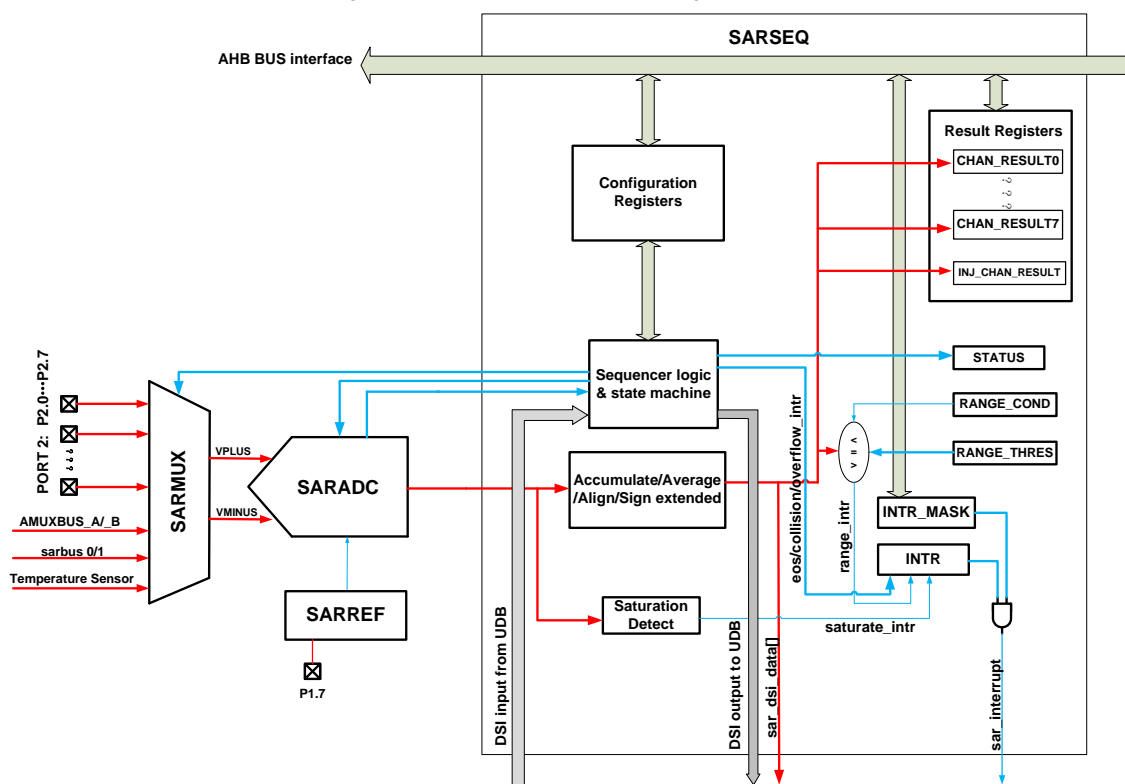 SARSEQ
AHB BUS interface
Result Registers
CHAN_RESULT0
? ? ?
CHAN_RESULT7
INJ_CHAN_RESULT
Configuration
Registers
Sequencer logic
& state machine
STATUS
RANGE_COND
RANGE_THRES
< = >
PORT 2: P2.0···P2.7
¿ ¿ ¿
SARMUX
VPLUS
VMINUS
SARADC
AMUXBUS_A/_B
sarbus 0/1
Temperature Sensor
SARREF
P1.7
Accumulate/Average
/Align/Sign extended
Saturation
Detect
eos/collision/overflow_intr
range_intr
saturate_intr
INTR_MASK
INTR
DSI input from UDB
DSI output to UDB
sar_dsi_data[]
sar_interrupt